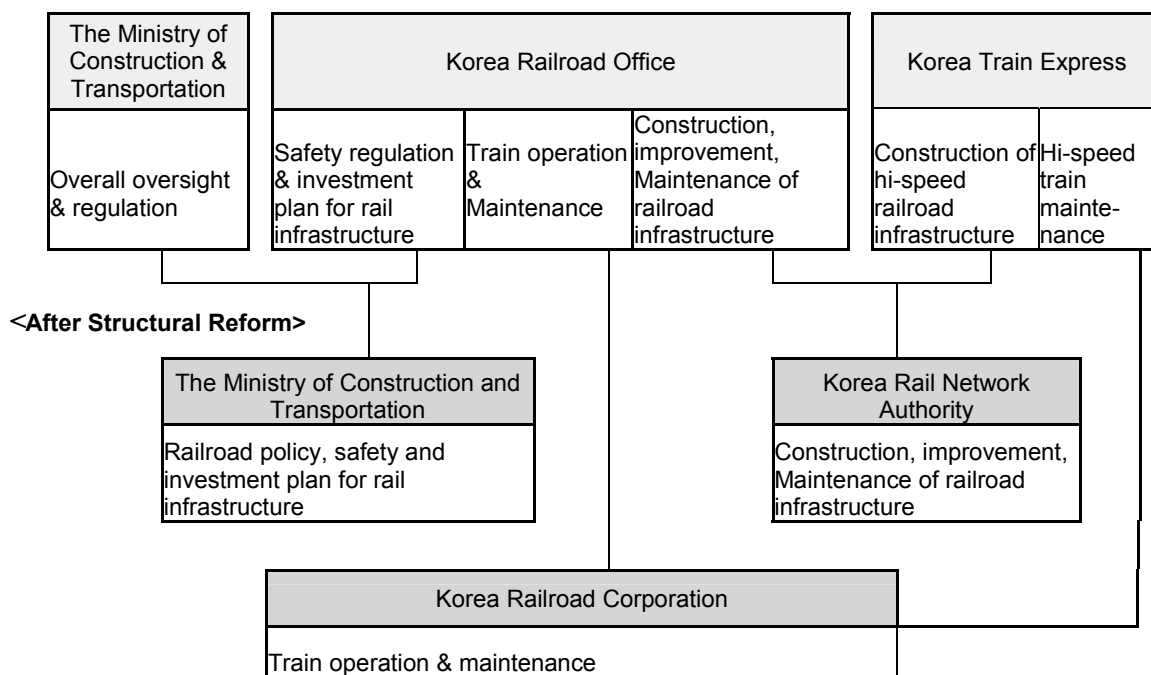 The Ministry of
Construction &
Transportation
Korea Railroad Office
Korea Train Express
Overall oversight
& regulation
Safety regulation
& investment
plan for rail
infrastructure
Train operation
&
Maintenance
Construction,
improvement,
Maintenance of
railroad
infrastructure
Construction of
hi-speed
railroad
infrastructure
Hi-speed
train
mainte-
nance
<After Structural Reform>
The Ministry of Construction and
Transportation
Railroad policy, safety and
investment plan for rail
infrastructure
Korea Rail Network
Authority
Construction, improvement,
Maintenance of railroad
infrastructure
Korea Railroad Corporation
Train operation & maintenance